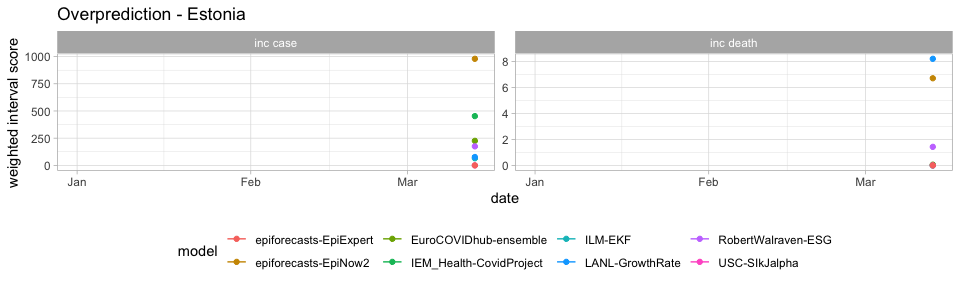 Overprediction - Estonia
inc case
inc death
weighted interval score
1000
750
500
250
0
8
6
4
2
0
Jan
Feb
Mar
Jan
Feb
Mar
date
model
epiforecasts-EpiExpert
EuroCOVIDhub-ensemble
ILM-EKF
RobertWalraven-ESG
epiforecasts-EpiNow2
IEM_Health-CovidProject
LANL-GrowthRate
USC-SIkJalpha